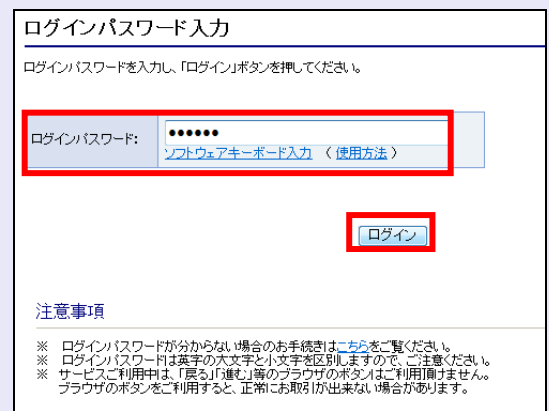 ログインパスワード入力
ログインパスワードを入力し、「ログイン」ボタンを押してください。
ログインパスワード: ●●●●●●
ソフトウェアキーボード入力 （使用方法）
ログイン
注意事項
※ ログインパスワードが分からない場合のお手続きはこちらをご覧ください。
※ ログインパスワードは英字の大文字と小文字を区別しますので、ご注意ください。
※ サービスご利用中は、「戻る」「進む」等のブラウザのボタンはご利用頂けません。
ブラウザのボタンをご利用すると、正常にお取引が出来ない場合があります。